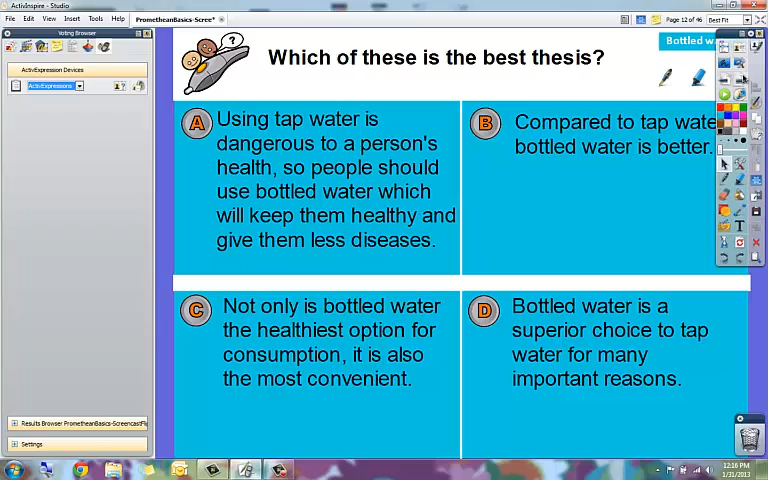 ActivInspire - Studio
File Edit View Insert Tools Help
PrometheanBasics-Scree*
Page 12 of 46
Best Fit
Voting Browser
ActivExpression Devices
ActivExpressions
Results Browser PrometheanBasics-ScreencastFl
Settings
?
Which of these is the best thesis?
Bottled w
A Using tap water is
dangerous to a person's
health, so people should
use bottled water which
will keep them healthy and
give them less diseases.
B Compared to tap wate
bottled water is better.
C Not only is bottled water
the healthiest option for
consumption, it is also
the most convenient.
D Bottled water is a
superior choice to tap
water for many
important reasons.
12:16 PM
1/31/2013